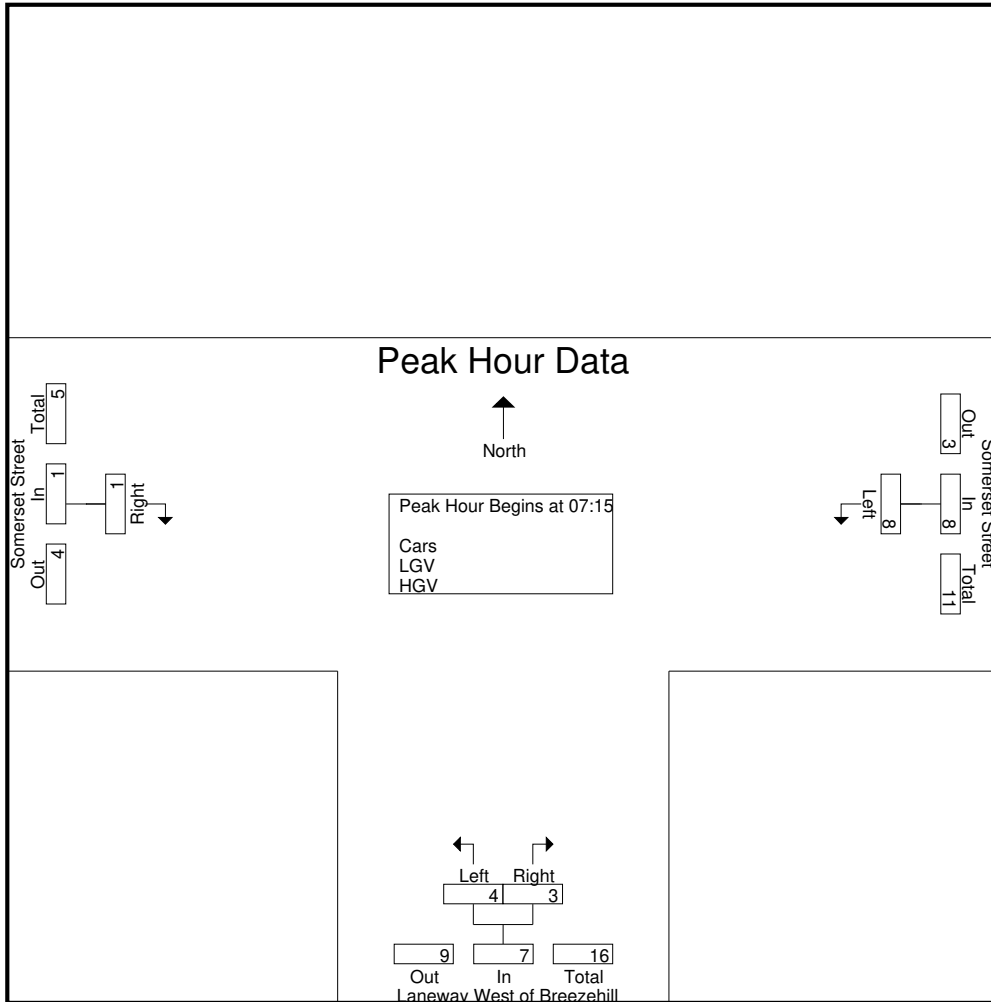 Peak Hour Data
North
Peak Hour Begins at 07:15
Cars
LGV
HGV
Somerset Street
Out In Total
4 1 5
Right
1
Somerset Street
Out In Total
3 8 11
Left
8
Left Right
4 3
9 7 16
Out In Total
Laneway West of Breezehill